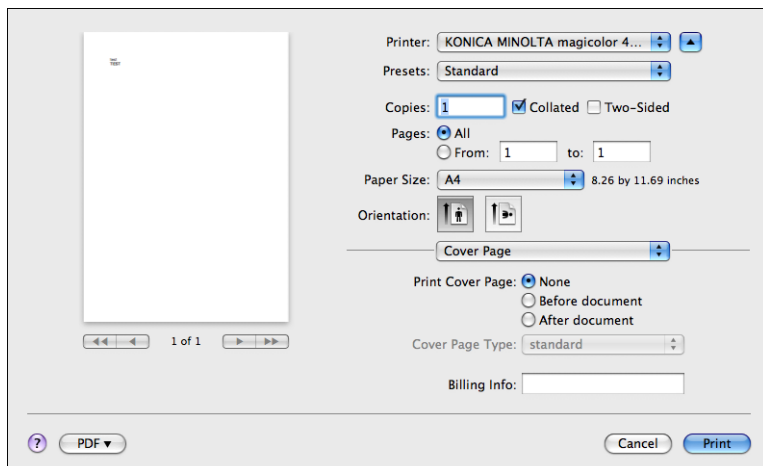 TEST
Printer: KONICA MINOLTA magicolor 4...
Presets: Standard
Copies: 1 Collated Two-Sided
Pages: All
From: 1 to: 1
Paper Size: A4 8.26 by 11.69 inches
Orientation:
Cover Page
Print Cover Page: None
Before document
After document
Cover Page Type: standard
Billing Info:
1 of 1
? PDF Cancel Print